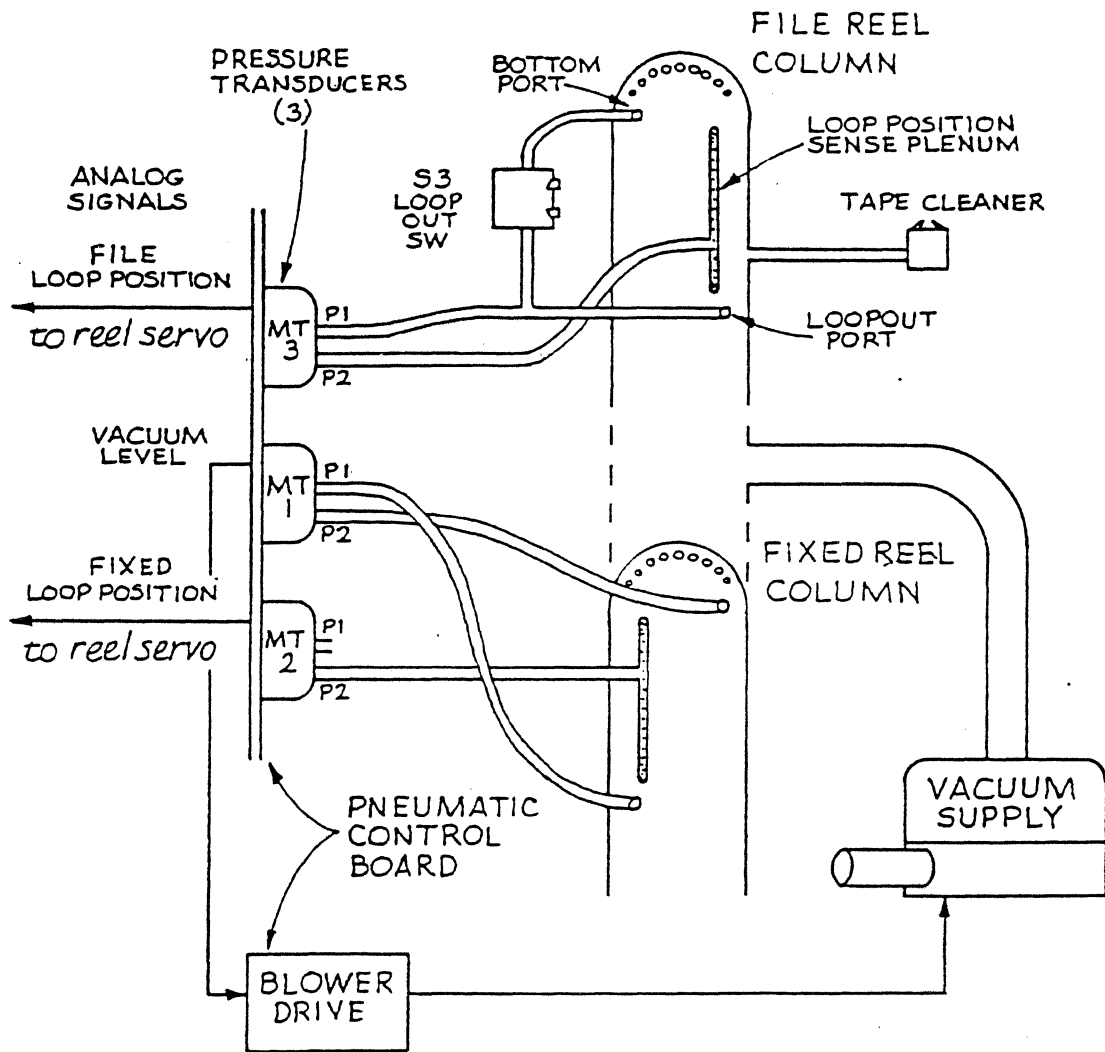 FILE REEL
COLUMN
PRESSURE
TRANSDUCERS
(3)
BOTTOM
PORT
LOOP POSITION
SENSE PLENUM
ANALOG
SIGNALS
S3
LOOP
OUT
SW
TAPE CLEANER
FILE
LOOP POSITION
to reel servo
MT
3
P1
P2
LOOPOUT
PORT
VACUUM
LEVEL
MT
1
P1
P2
FIXED REEL
COLUMN
FIXED
LOOP POSITION
to reel servo
MT
2
P1
P2
PNEUMATIC
CONTROL
BOARD
VACUUM
SUPPLY
BLOWER
DRIVE